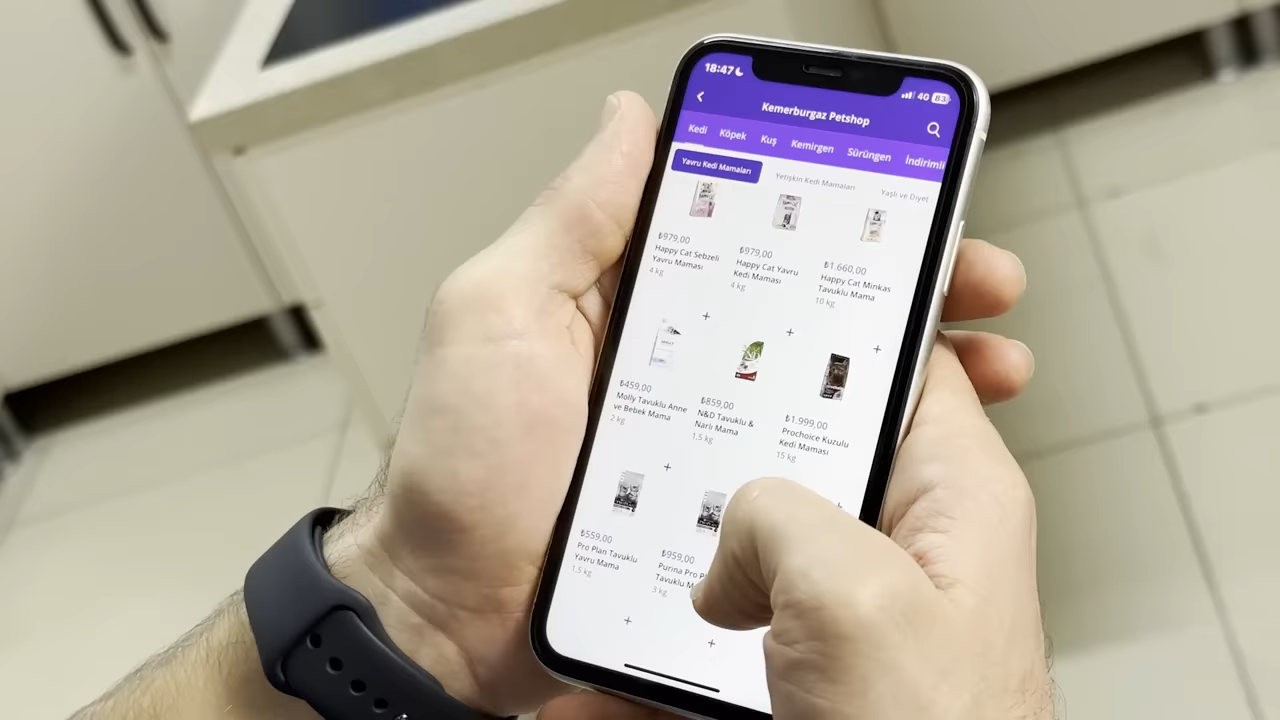 18:47
4G 83
Kemerburgaz Petshop
Kedi Köpek Kuş Kemirgen Sürüngen İndirimli
Yavru Kedi Mamaları Yetişkin Kedi Mamaları Yaşlı ve Diyet
₺979,00
Happy Cat Sebzeli
Yavru Maması
4 kg
₺979,00
Happy Cat Yavru
Kedi Maması
4 kg
₺1.660,00
Happy Cat Minkas
Tavuklu Mama
10 kg
₺459,00
Molly Tavuklu Anne
ve Bebek Mama
2 kg
₺859,00
N&D Tavuklu &
Narlı Mama
1,5 kg
₺1.999,00
Prochoice Kuzulu
Kedi Maması
15 kg
₺559,00
Pro Plan Tavuklu
Yavru Mama
1,5 kg
₺959,00
Purina Pro P
Tavuklu M
3 kg